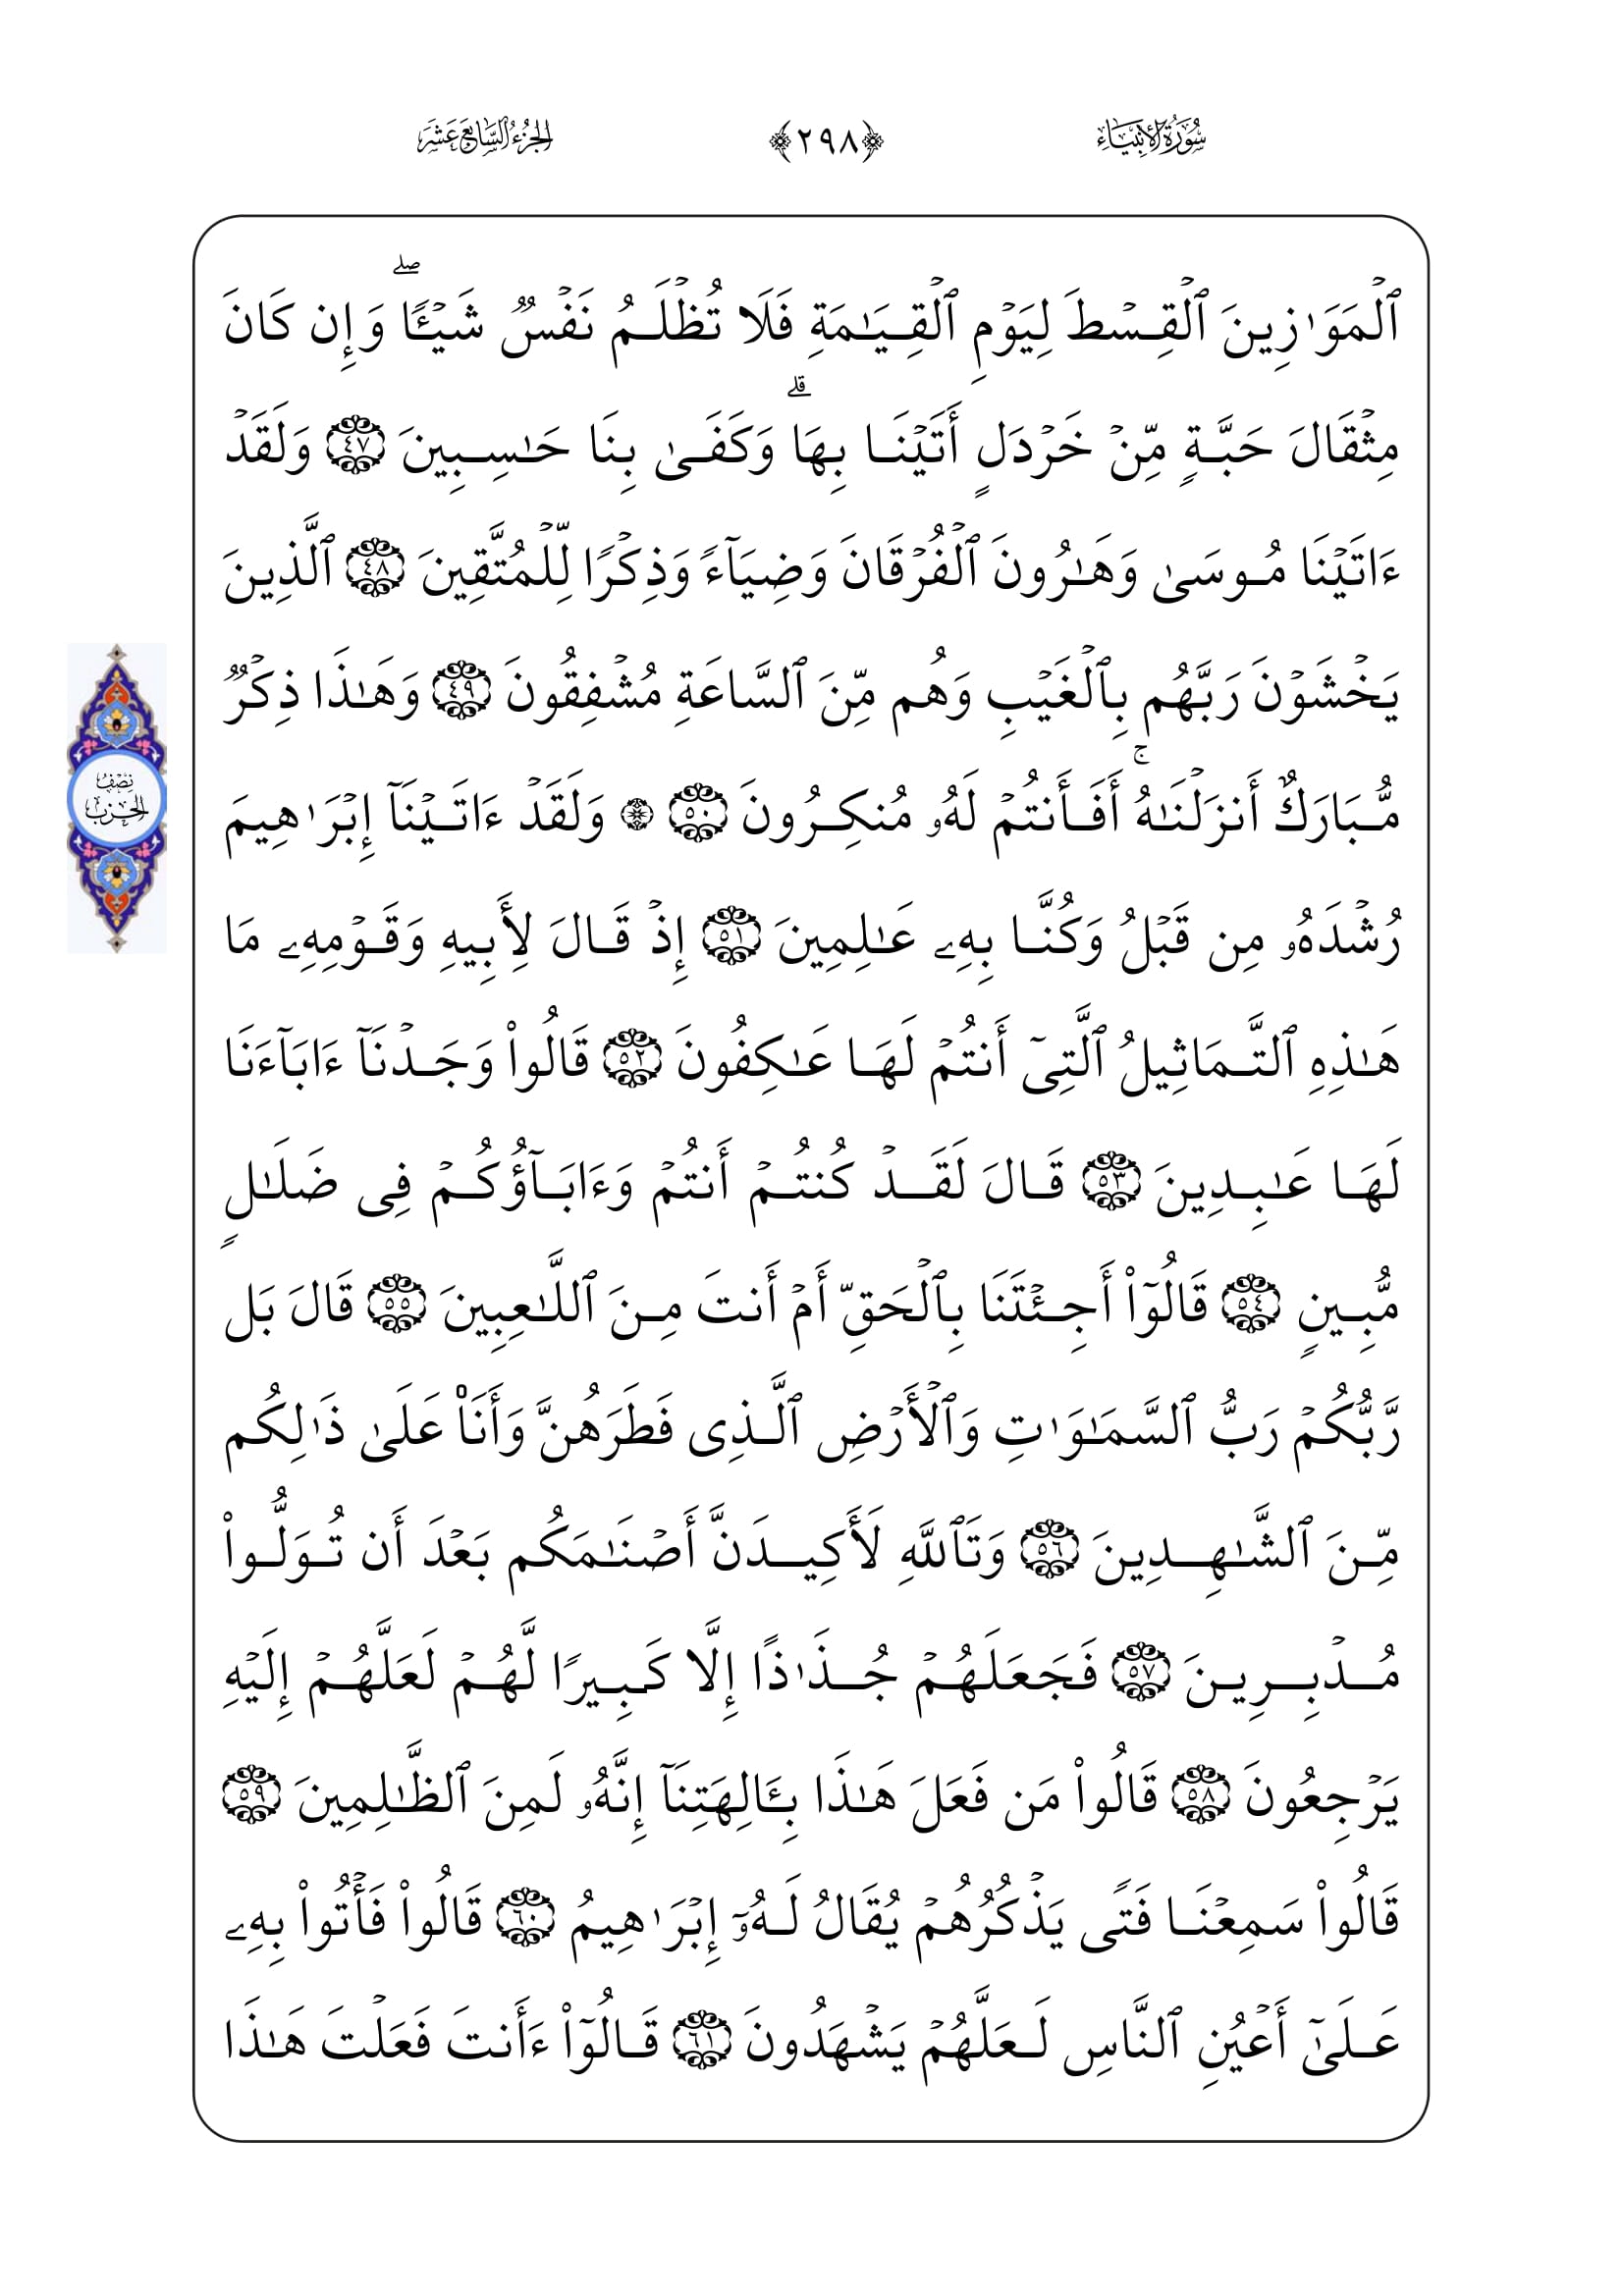 سُورَةُ الأَنبِيَاءِ ﴿٢٩٨﴾ الجُزْءُ السَّابِعَ عَشَرَ
ٱلۡمَوَٰزِينَ ٱلۡقِسۡطَ لِيَوۡمِ ٱلۡقِيَٰمَةِ فَلَا تُظۡلَمُ نَفۡسٞ شَيۡـٔٗاۖ وَإِن كَانَ
مِثۡقَالَ حَبَّةٖ مِّنۡ خَرۡدَلٍ أَتَيۡنَا بِهَاۗ وَكَفَىٰ بِنَا حَٰسِبِينَ ٤٧ وَلَقَدۡ
ءَاتَيۡنَا مُوسَىٰ وَهَٰرُونَ ٱلۡفُرۡقَانَ وَضِيَآءٗ وَذِكۡرٗا لِّلۡمُتَّقِينَ ٤٨ ٱلَّذِينَ
يَخۡشَوۡنَ رَبَّهُم بِٱلۡغَيۡبِ وَهُم مِّنَ ٱلسَّاعَةِ مُشۡفِقُونَ ٤٩ وَهَٰذَا ذِكۡرٞ
مُّبَارَكٌ أَنزَلۡنَٰهُۚ أَفَأَنتُمۡ لَهُۥ مُنكِرُونَ ٥٠ ۞ وَلَقَدۡ ءَاتَيۡنَآ إِبۡرَٰهِيمَ
نِصۡفُ الحِزۡبِ
رُشۡدَهُۥ مِن قَبۡلُ وَكُنَّا بِهِۦ عَٰلِمِينَ ٥١ إِذۡ قَالَ لِأَبِيهِ وَقَوۡمِهِۦ مَا
هَٰذِهِ ٱلتَّمَاثِيلُ ٱلَّتِيٓ أَنتُمۡ لَهَا عَٰكِفُونَ ٥٢ قَالُواْ وَجَدۡنَآ ءَابَآءَنَا
لَهَا عَٰبِدِينَ ٥٣ قَالَ لَقَدۡ كُنتُمۡ أَنتُمۡ وَءَابَآؤُكُمۡ فِي ضَلَٰلٖ
مُّبِينٖ ٥٤ قَالُوٓاْ أَجِئۡتَنَا بِٱلۡحَقِّ أَمۡ أَنتَ مِنَ ٱللَّٰعِبِينَ ٥٥ قَالَ بَل
رَّبُّكُمۡ رَبُّ ٱلسَّمَٰوَٰتِ وَٱلۡأَرۡضِ ٱلَّذِي فَطَرَهُنَّ وَأَنَا۠ عَلَىٰ ذَٰلِكُم
مِّنَ ٱلشَّٰهِدِينَ ٥٦ وَتَٱللَّهِ لَأَكِيدَنَّ أَصۡنَٰمَكُم بَعۡدَ أَن تُوَلُّواْ
مُدۡبِرِينَ ٥٧ فَجَعَلَهُمۡ جُذَٰذًا إِلَّا كَبِيرٗا لَّهُمۡ لَعَلَّهُمۡ إِلَيۡهِ
يَرۡجِعُونَ ٥٨ قَالُواْ مَن فَعَلَ هَٰذَا بِـَٔالِهَتِنَآ إِنَّهُۥ لَمِنَ ٱلظَّٰلِمِينَ ٥٩
قَالُواْ سَمِعۡنَا فَتٗى يَذۡكُرُهُمۡ يُقَالُ لَهُۥٓ إِبۡرَٰهِيمُ ٦٠ قَالُواْ فَأۡتُواْ بِهِۦ
عَلَىٰٓ أَعۡيُنِ ٱلنَّاسِ لَعَلَّهُمۡ يَشۡهَدُونَ ٦١ قَالُوٓاْ ءَأَنتَ فَعَلۡتَ هَٰذَا